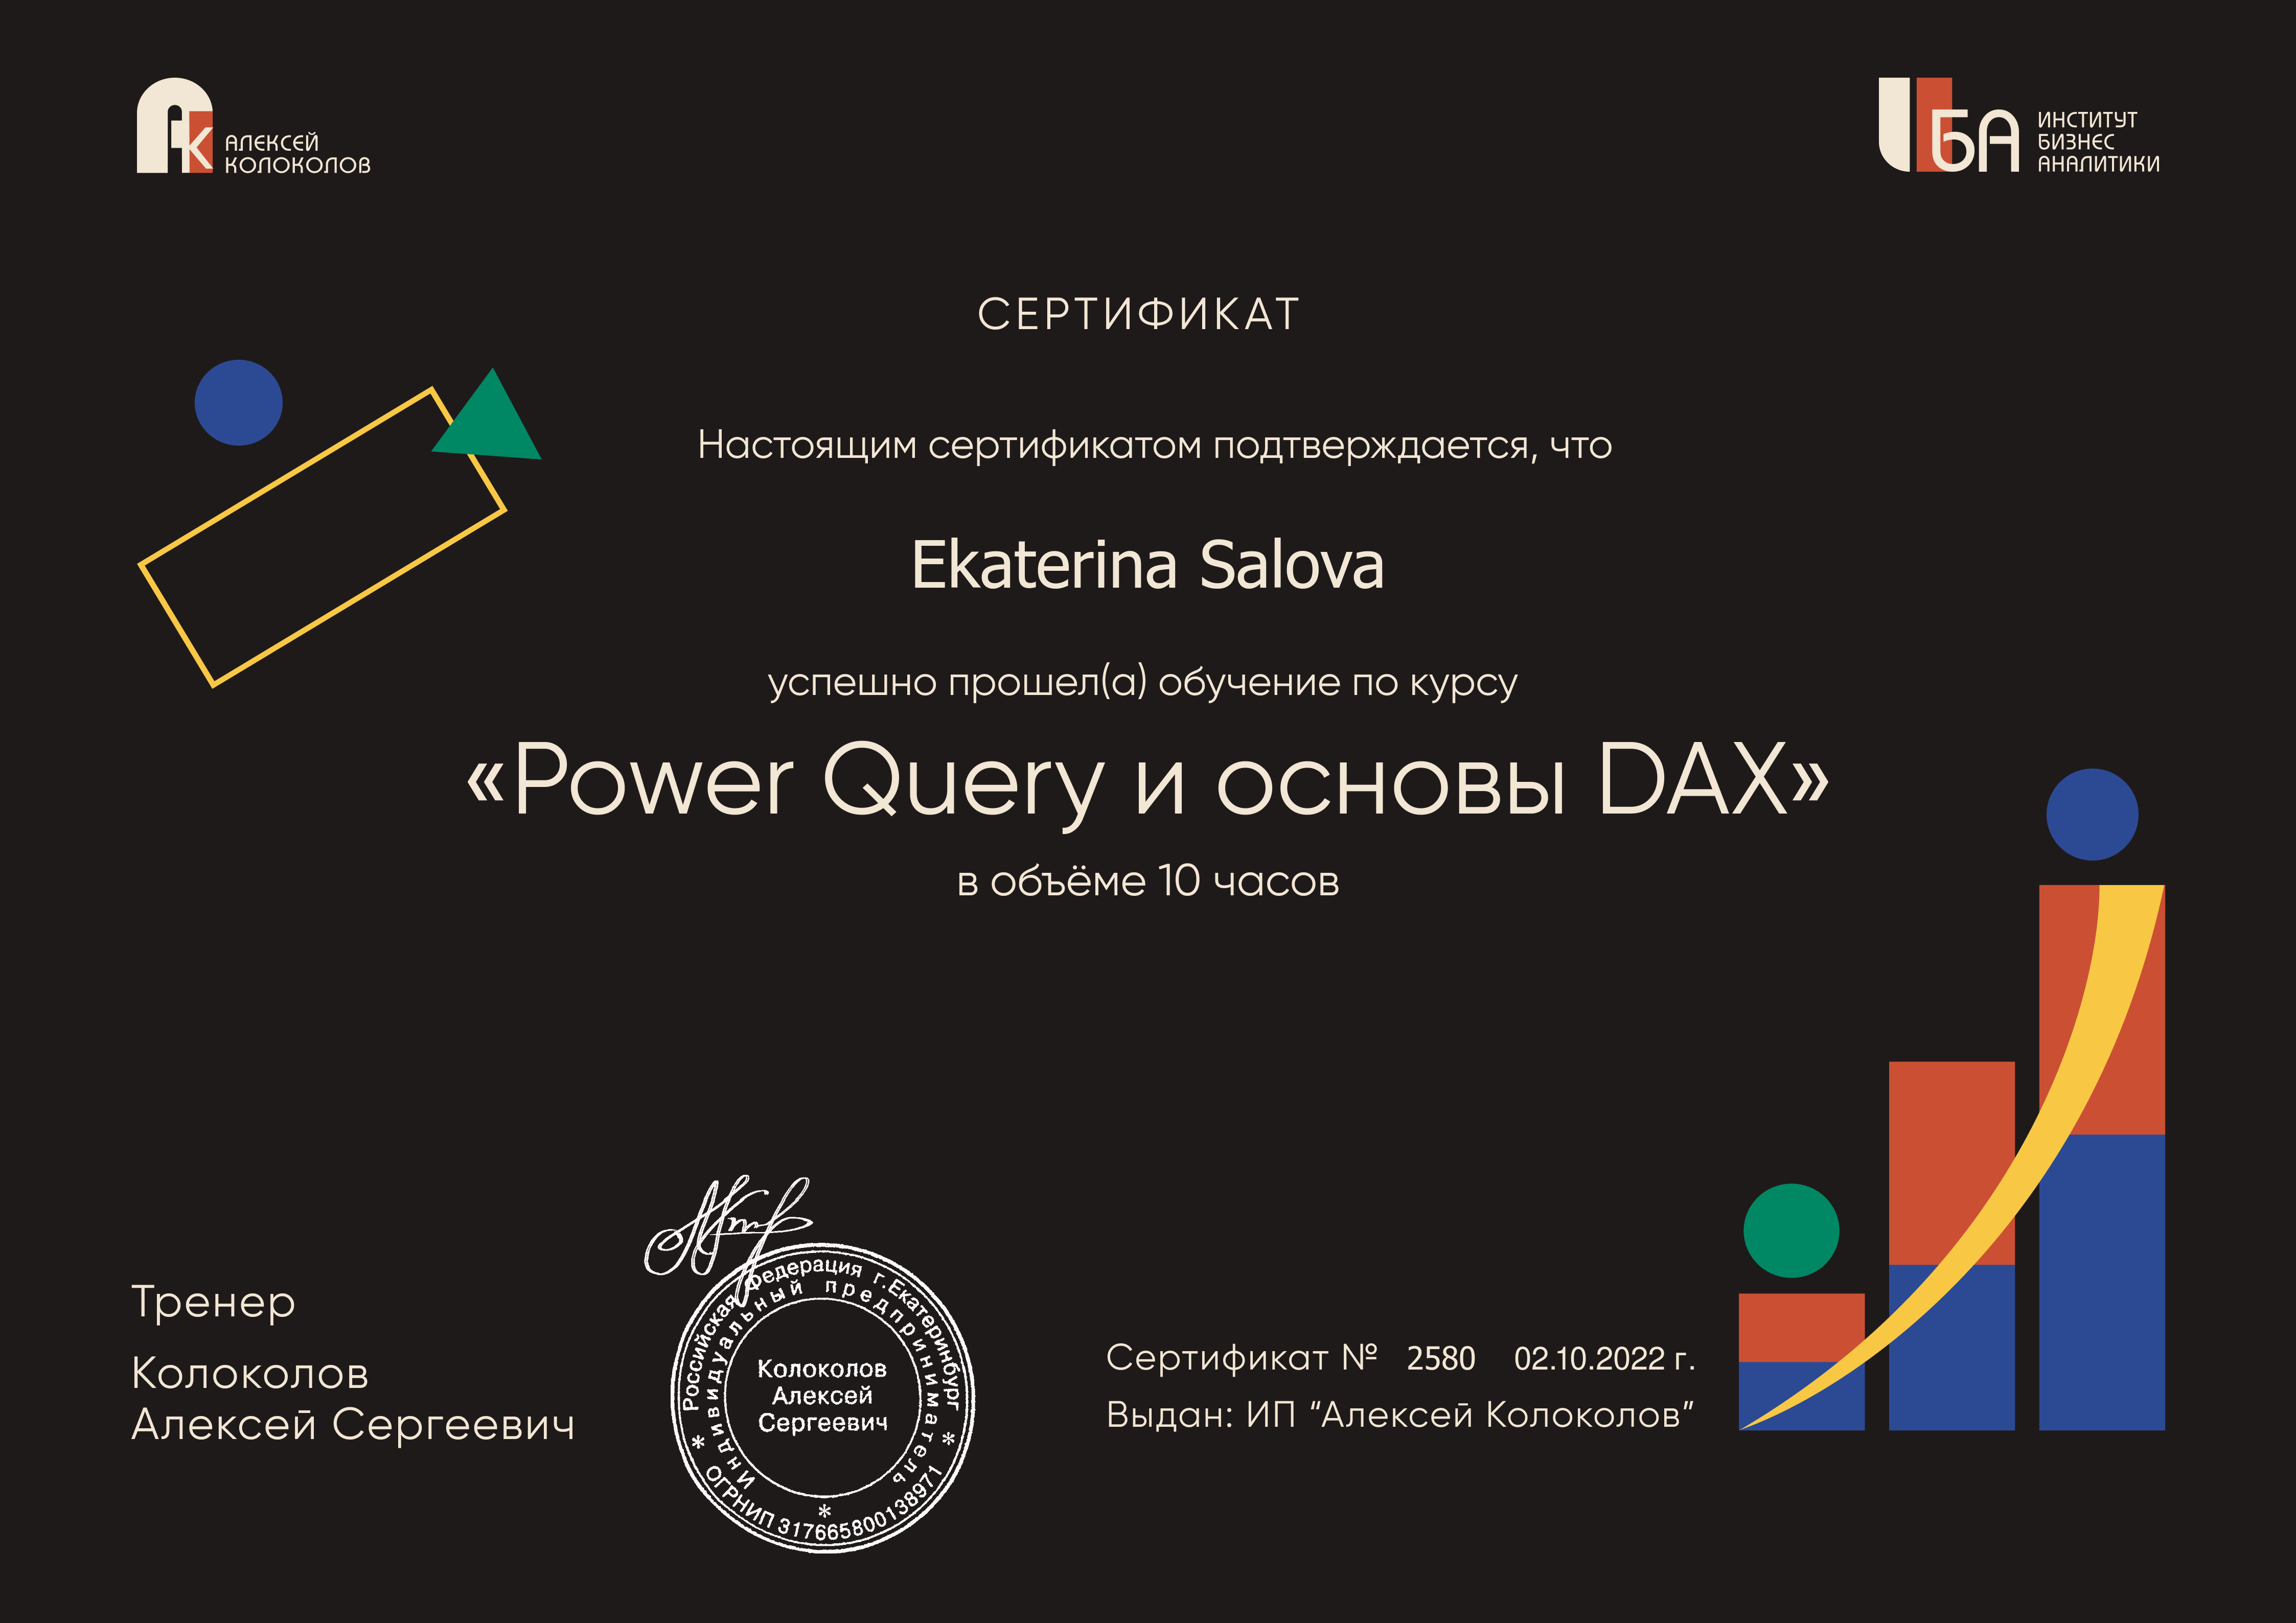 АК
АЛЕКСЕЙ
КОЛОКОЛОВ
ИБА
ИНСТИТУТ
БИЗНЕС
АНАЛИТИКИ
СЕРТИФИКАТ
Настоящим сертификатом подтверждается, что
Ekaterina Salova
успешно прошел(а) обучение по курсу
«Power Query и основы DAX»
в объёме 10 часов
Тренер
Колоколов
Алексей Сергеевич
Российская Федерация г.Екатеринбург
Индивидуальный предприниматель
Колоколов
Алексей
Сергеевич
* ОГРНИП 317665800138971 *
*
Сертификат № 2580 02.10.2022 г.
Выдан: ИП “Алексей Колоколов”